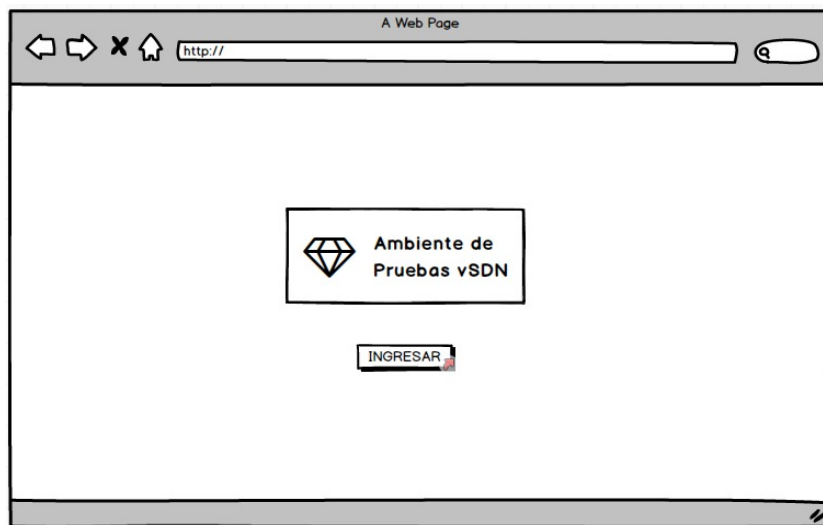 A Web Page
http://
Ambiente de
Pruebas vSDN
INGRESAR